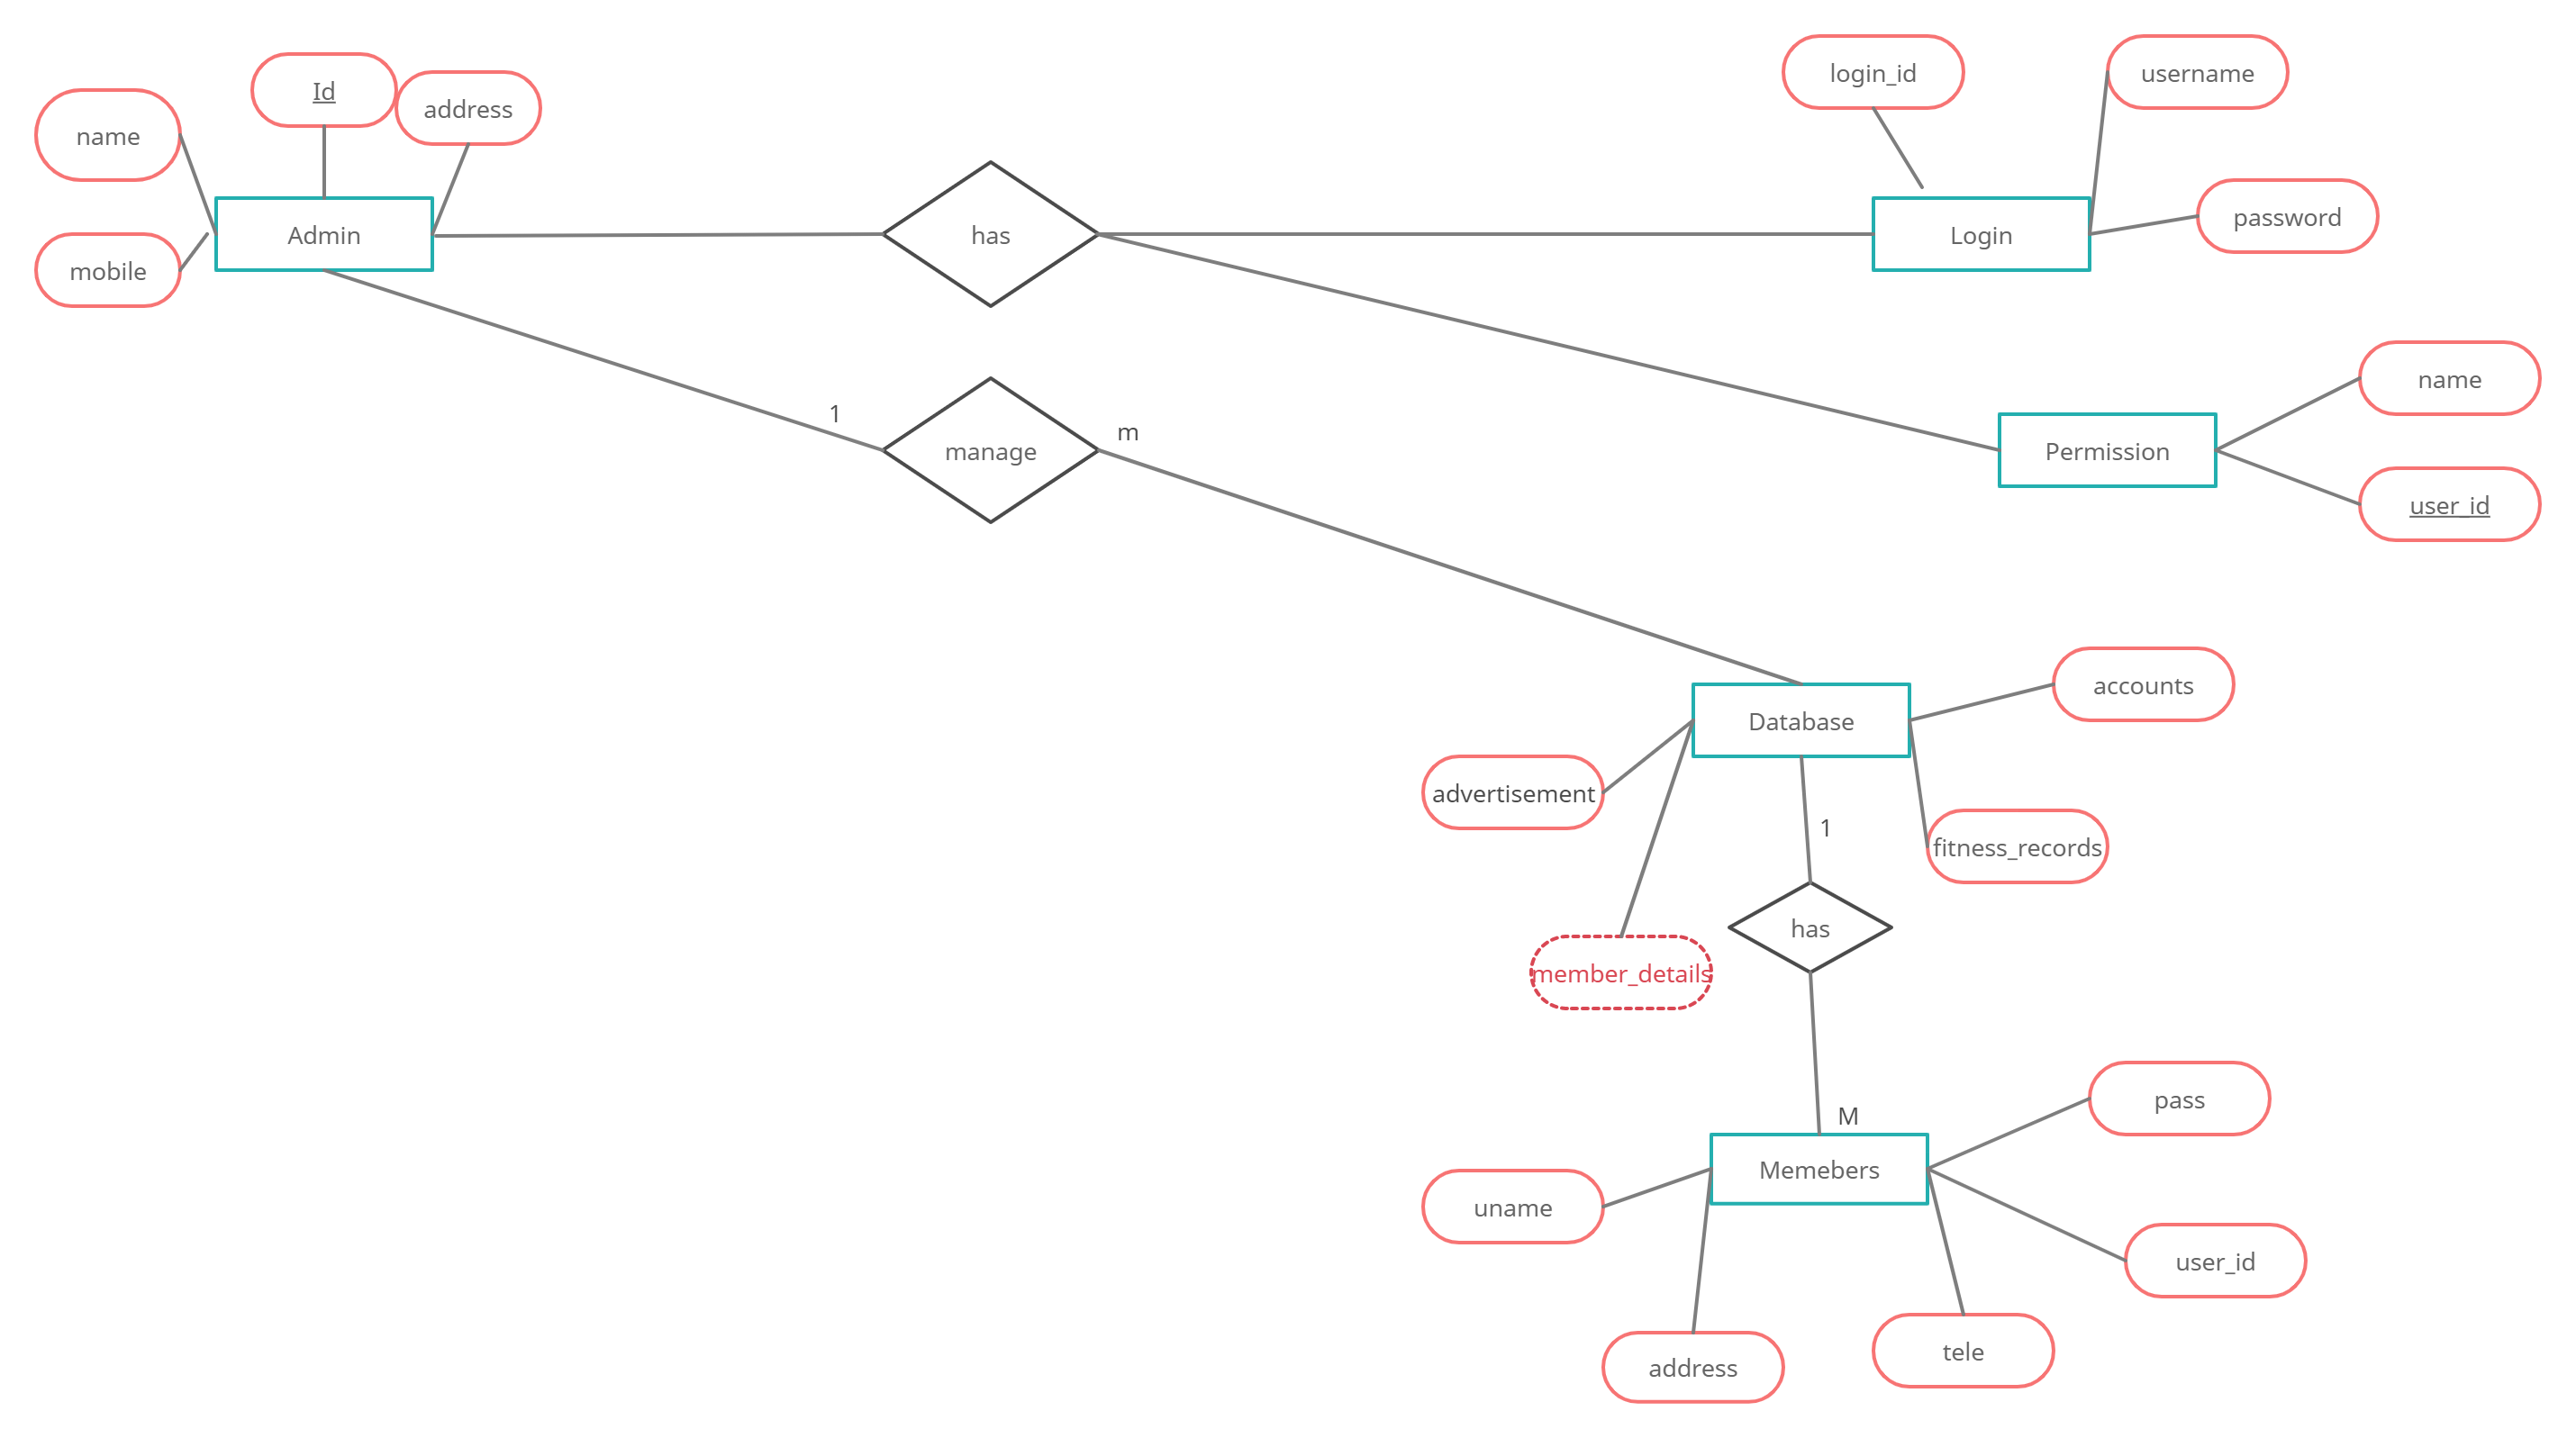 login_id
username
Id
address
name
password
Admin
has
Login
mobile
name
1
m
manage
Permission
user_id
accounts
Database
advertisement
1
fitness_records
has
member_details
pass
M
Memebers
uname
user_id
tele
address